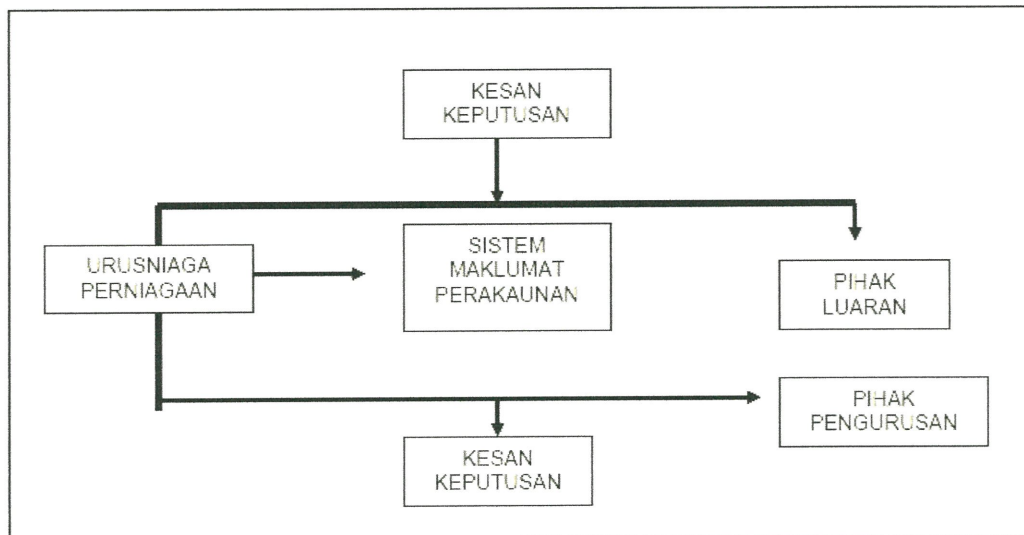 KESAN
KEPUTUSAN
URUSNIAGA
PERNIAGAAN
SISTEM
MAKLUMAT
PERAKAUNAN
PIHAK
LUARAN
PIHAK
PENGURUSAN
KESAN
KEPUTUSAN